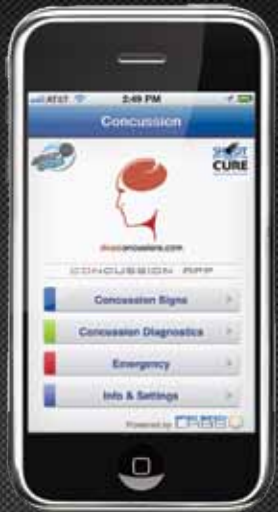 AT&T 2:49 PM
Concussion
CURE
CONCUSSION APP
Concussion Signs
Concussion Diagnostics
Emergency
Info & Settings
Powered by